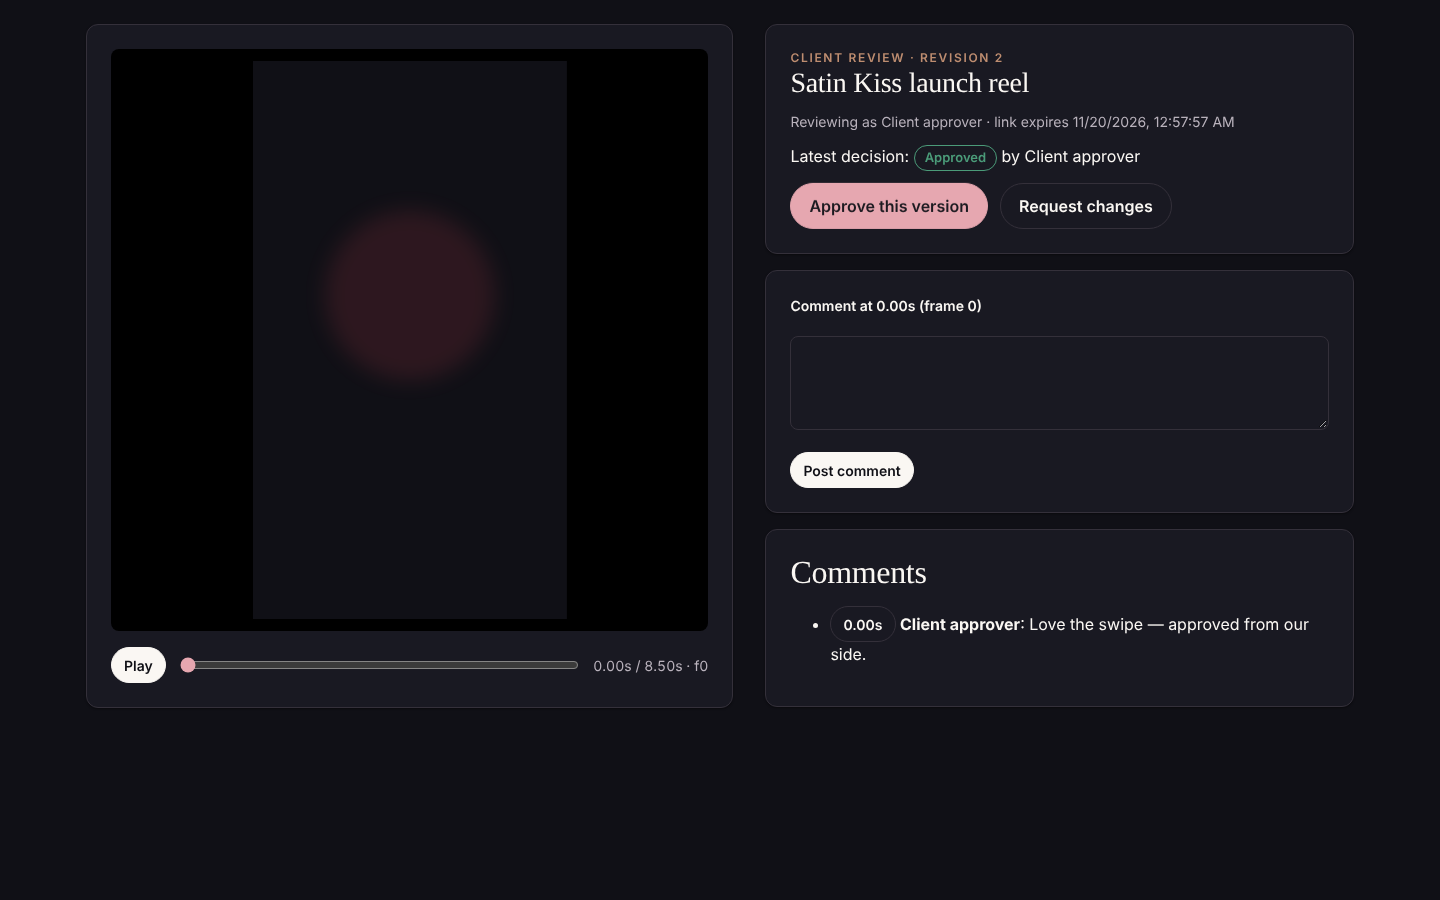 Play
0.00s / 8.50s · f0
CLIENT REVIEW · REVISION 2
Satin Kiss launch reel
Reviewing as Client approver · link expires 11/20/2026, 12:57:57 AM
Latest decision: Approved by Client approver
Approve this version
Request changes
Comment at 0.00s (frame 0)
Post comment
Comments
0.00s Client approver: Love the swipe — approved from our
side.